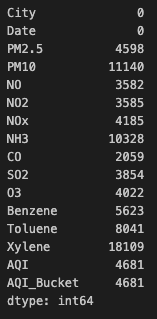 City 0
Date 0
PM2.5 4598
PM10 11140
NO 3582
NO2 3585
NOx 4185
NH3 10328
CO 2059
SO2 3854
O3 4022
Benzene 5623
Toluene 8041
Xylene 18109
AQI 4681
AQI_Bucket 4681
dtype: int64